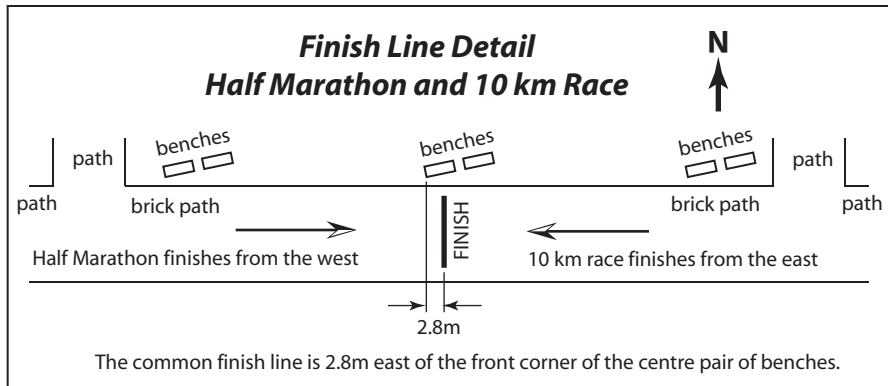 Finish Line Detail
Half Marathon and 10 km Race
N
path
benches
benches
benches
path
path
brick path
brick path
path
FINISH
Half Marathon finishes from the west
10 km race finishes from the east
2.8m
The common finish line is 2.8m east of the front corner of the centre pair of benches.